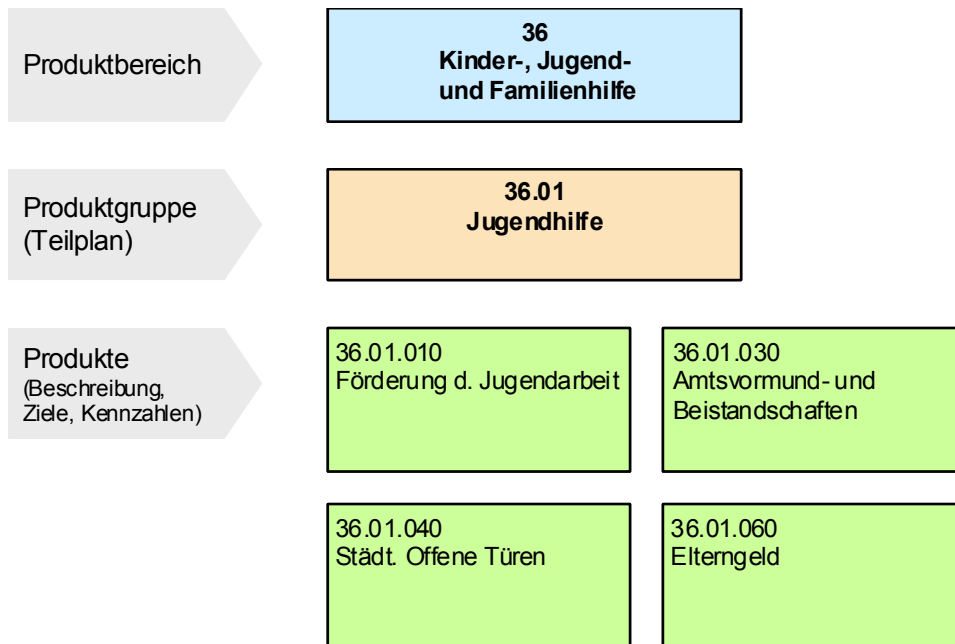 Produktbereich
36
Kinder-, Jugend-
und Familienhilfe
Produktgruppe
(Teilplan)
36.01
Jugendhilfe
Produkte
(Beschreibung,
Ziele, Kennzahlen)
36.01.010
Förderung d. Jugendarbeit
36.01.030
Amtsvormund- und
Beistandschaften
36.01.040
Städt. Offene Türen
36.01.060
Elterngeld